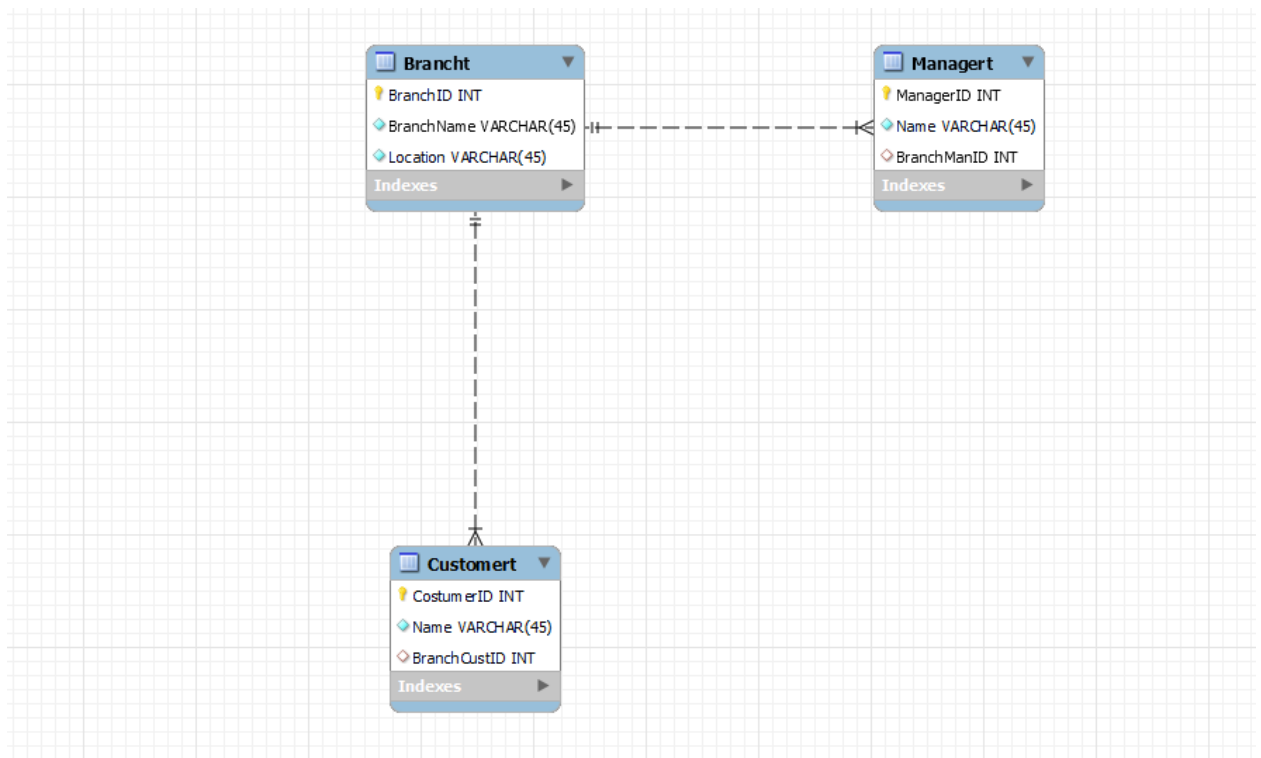 Brancht
BranchID INT
BranchName VARCHAR(45)
Location VARCHAR(45)
Indexes
Managert
ManagerID INT
Name VARCHAR(45)
BranchManID INT
Indexes
Customert
CostumerID INT
Name VARCHAR(45)
BranchCustID INT
Indexes